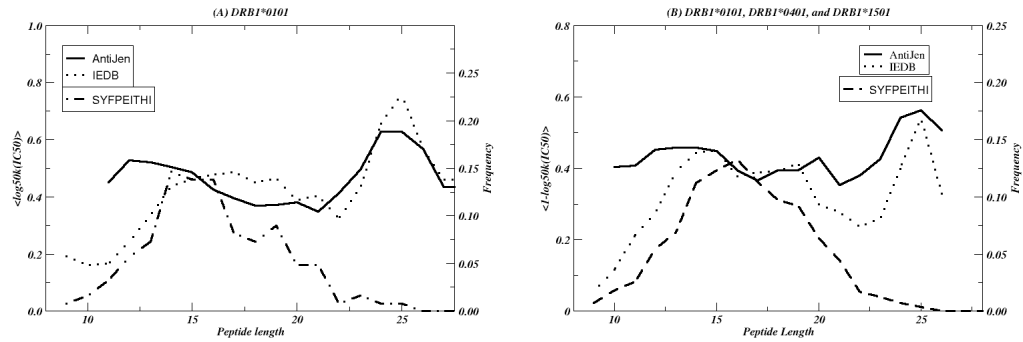 (A) DRB1*0101
1.0
0.8
0.6
0.4
0.2
0.0
<log50k(IC50)>
AntiJen
IEDB
SYFPEITHI
0.25
0.20
0.15
0.10
0.05
0.00
Frequency
10
15
20
25
Peptide length
(B) DRB1*0101, DRB1*0401, and DRB1*1501
0.8
0.6
0.4
0.2
0
<1-log50k(IC50)>
AntiJen
IEDB
SYFPEITHI
0.25
0.20
0.15
0.10
0.05
0.00
Frequency
10
15
20
25
Peptide Length